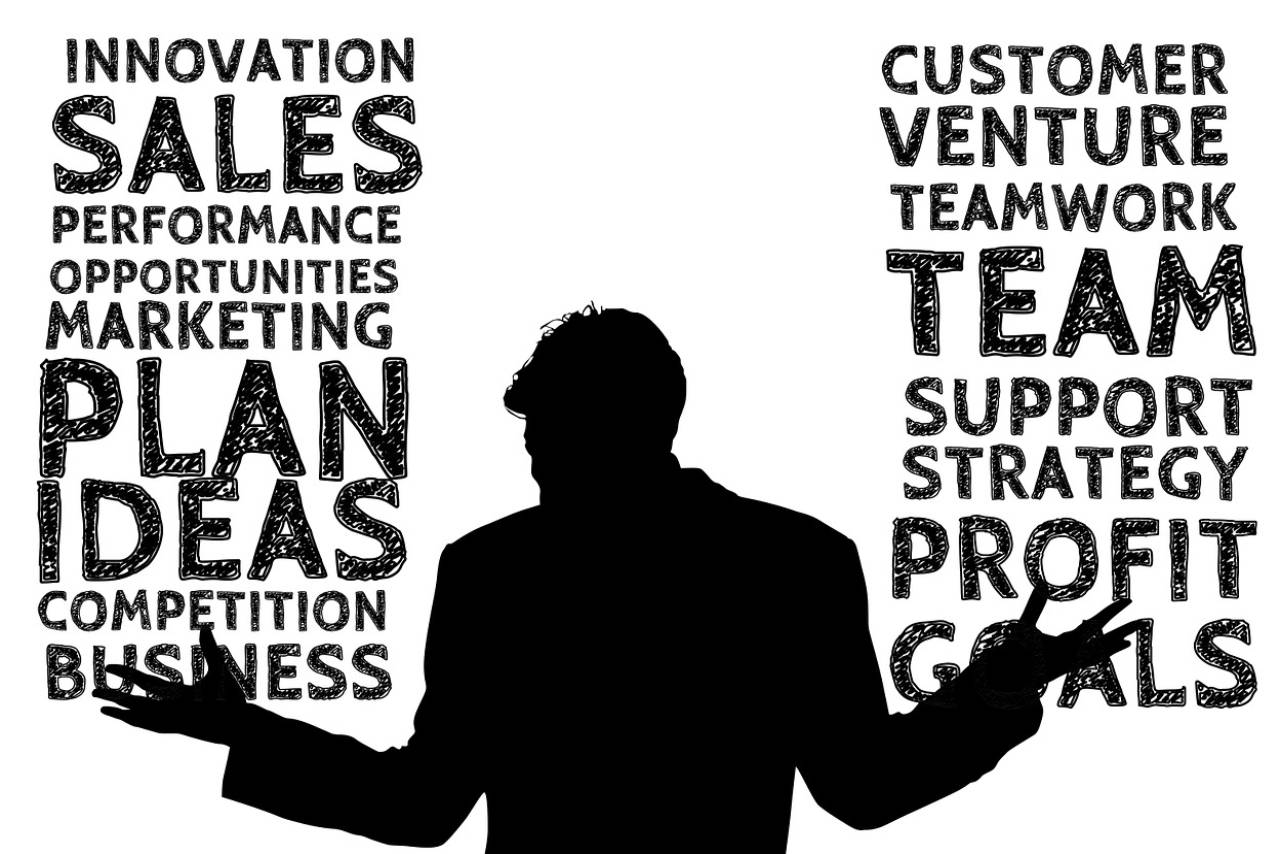 INNOVATION
SALES
PERFORMANCE
OPPORTUNITIES
MARKETING
PLAN
IDEAS
COMPETITION
BUSINESS
CUSTOMER
VENTURE
TEAMWORK
TEAM
SUPPORT
STRATEGY
PROFIT
GOALS